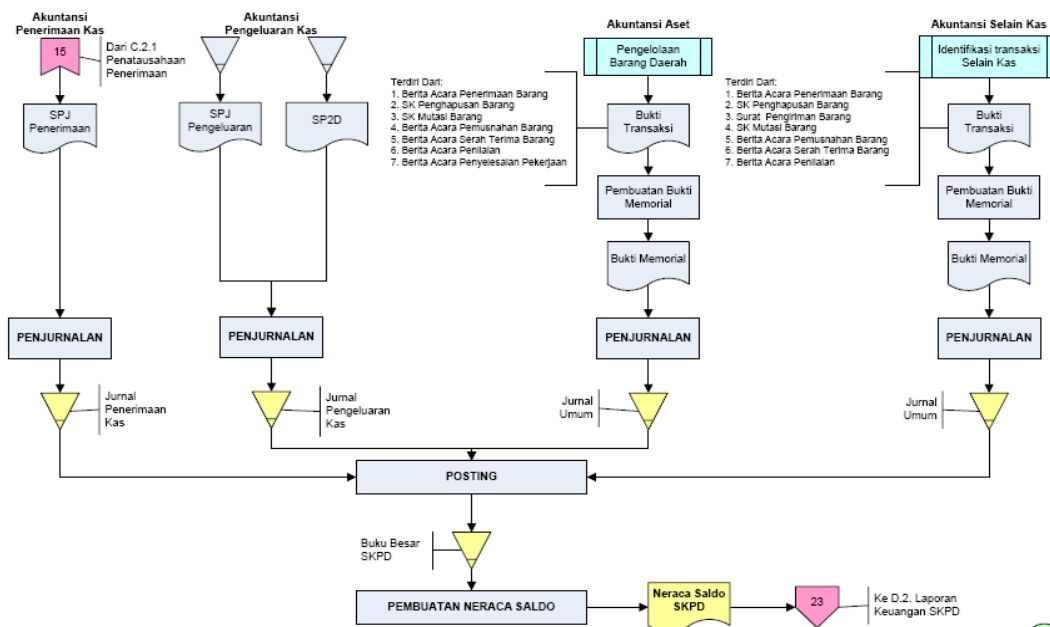 Akuntansi
Penerimaan Kas
15
Dari C.2.1
Penatausahaan
Penerimaan
SPJ
Penerimaan
PENJURNALAN
Jurnal
Penerimaan
Kas
Akuntansi
Pengeluaran Kas
SPJ
Pengeluaran
SP2D
PENJURNALAN
Jurnal
Pengeluaran
Kas
Akuntansi Aset
Pengelolaan
Barang Daerah
Terdiri Dari:
1. Berita Acara Penerimaan Barang
2. SK Penghapusan Barang
3. SK Mutasi Barang
4. Berita Acara Pemusnahan Barang
5. Berita Acara Serah Terima Barang
6. Berita Acara Penilaian
7. Berita Acara Penyelesaian Pekerjaan
Bukti
Transaksi
Pembuatan Bukti
Memorial
Bukti Memorial
PENJURNALAN
Jurnal
Umum
Akuntansi Selain Kas
Identifikasi transaksi
Selain Kas
Terdiri Dari:
1. Berita Acara Penerimaan Barang
2. SK Penghapusan Barang
3. Surat Pengiriman Barang
4. SK Mutasi Barang
5. Berita Acara Pemusnahan Barang
6. Berita Acara Serah Terima Barang
7. Berita Acara Penilaian
Bukti
Transaksi
Pembuatan Bukti
Memorial
Bukti Memorial
PENJURNALAN
Jurnal
Umum
POSTING
Buku Besar
SKPD
PEMBUATAN NERACA SALDO
Neraca Saldo
SKPD
23
Ke D.2. Laporan
Keuangan SKPD